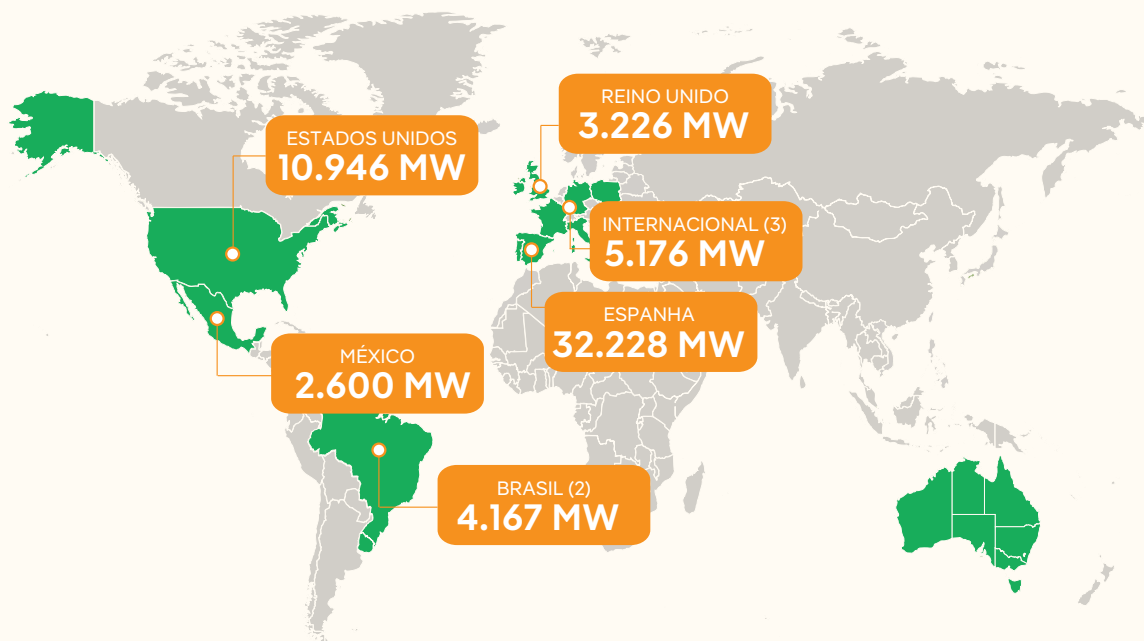 REINO UNIDO
3.226 MW
ESTADOS UNIDOS
10.946 MW
INTERNACIONAL (3)
5.176 MW
ESPANHA
32.228 MW
MÉXICO
2.600 MW
BRASIL (2)
4.167 MW